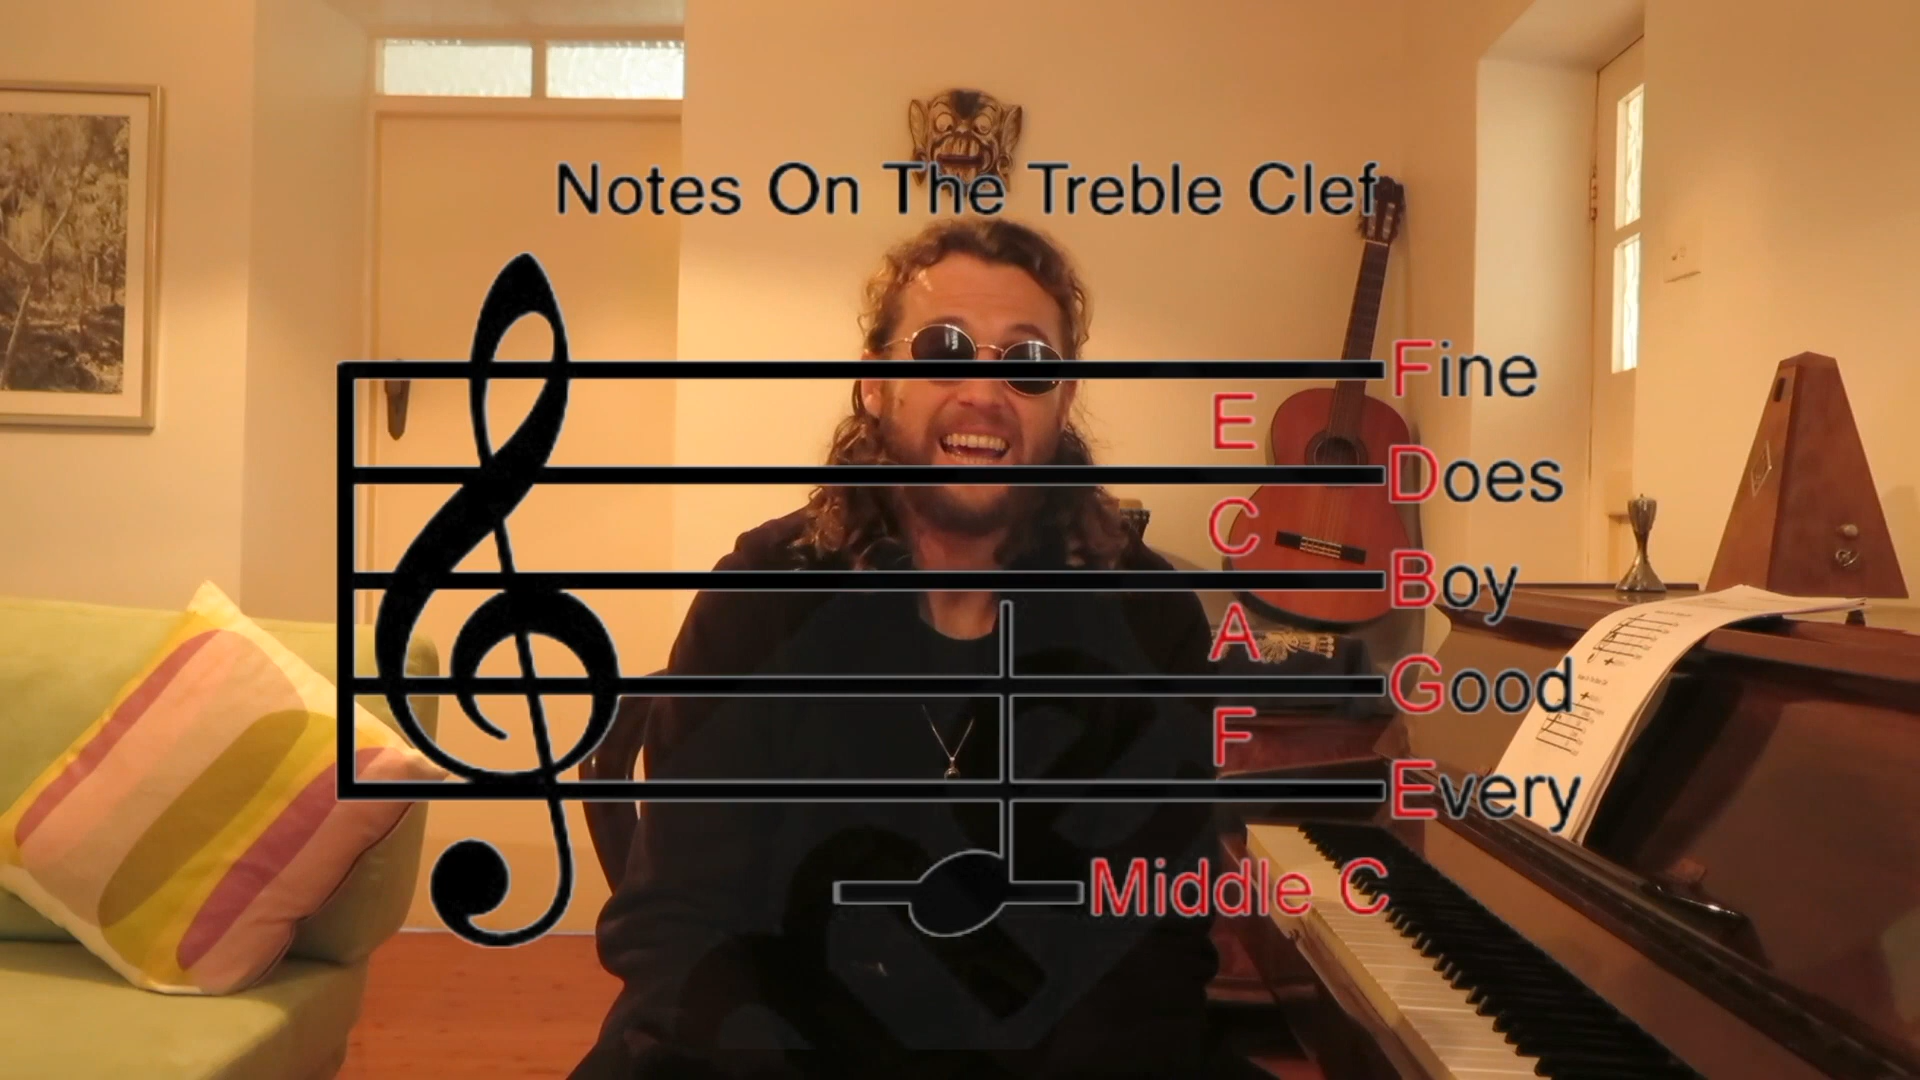 Notes On The Treble Clef
Fine
E
Does
C
Boy
A
Good
F
Every
Middle C